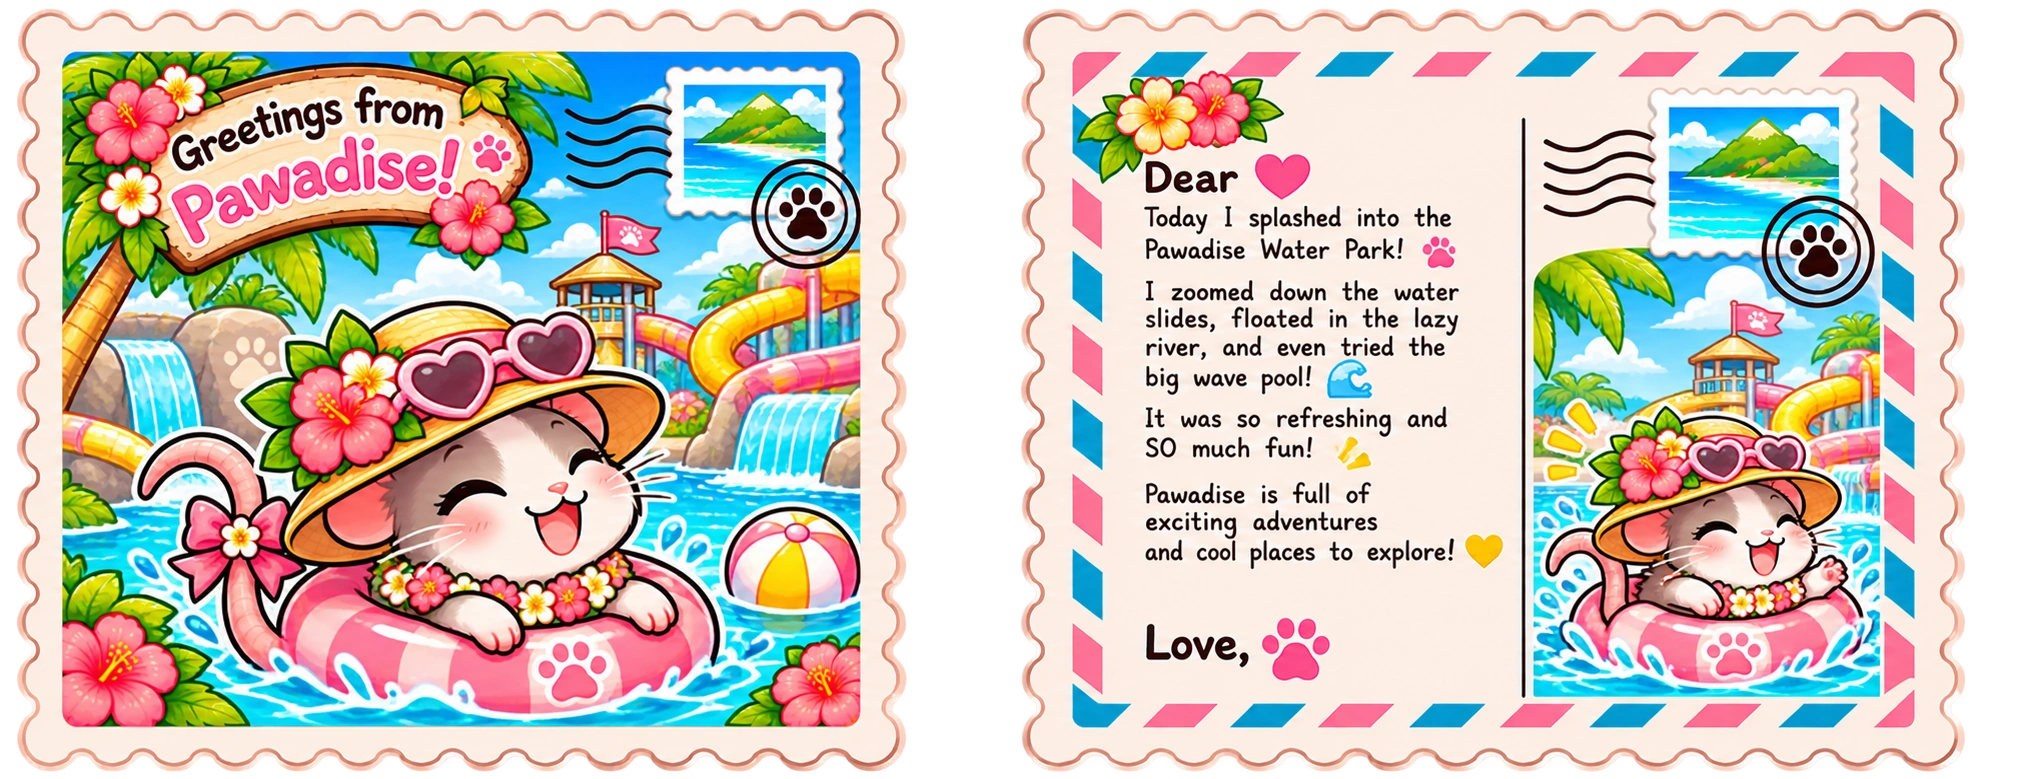 Greetings from
Pawadise!
Dear
Today I splashed into the
Pawadise Water Park!
I zoomed down the water
slides, floated in the lazy
river, and even tried the
big wave pool!
It was so refreshing and
SO much fun!
Pawadise is full of
exciting adventures
and cool places to explore!
Love,